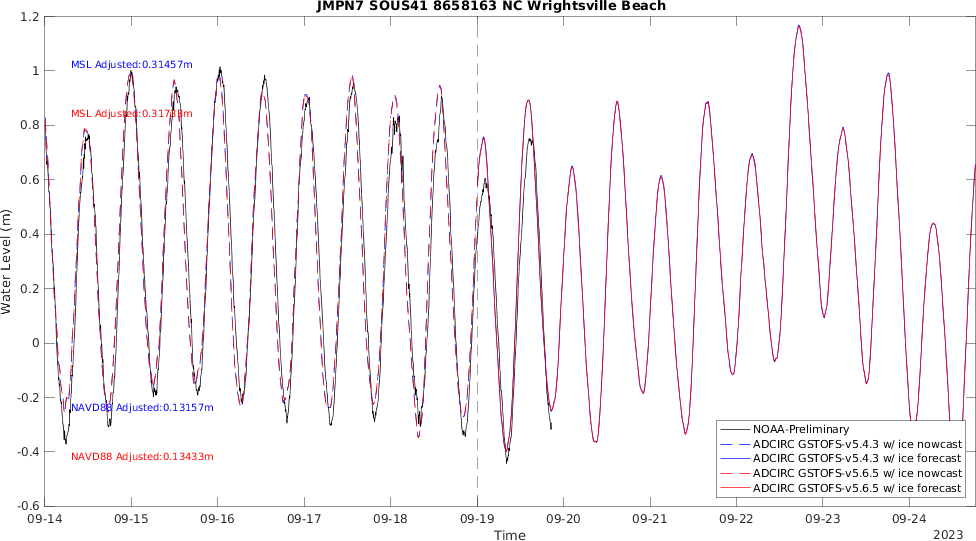 JMPN7 SOUS41 8658163 NC Wrightsville Beach
1.2
1
0.8
0.6
0.4
0.2
0
-0.2
-0.4
-0.6
Water Level (m)
MSL Adjusted:0.31457m
MSL Adjusted:0.31733m
NAVD88 Adjusted:0.13157m
NAVD88 Adjusted:0.13433m
NOAA-Preliminary
ADCIRC GSTOFS-v5.4.3 w/ ice nowcast
ADCIRC GSTOFS-v5.4.3 w/ ice forecast
ADCIRC GSTOFS-v5.6.5 w/ ice nowcast
ADCIRC GSTOFS-v5.6.5 w/ ice forecast
09-14 09-15 09-16 09-17 09-18 09-19 09-20 09-21 09-22 09-23 09-24
Time
2023